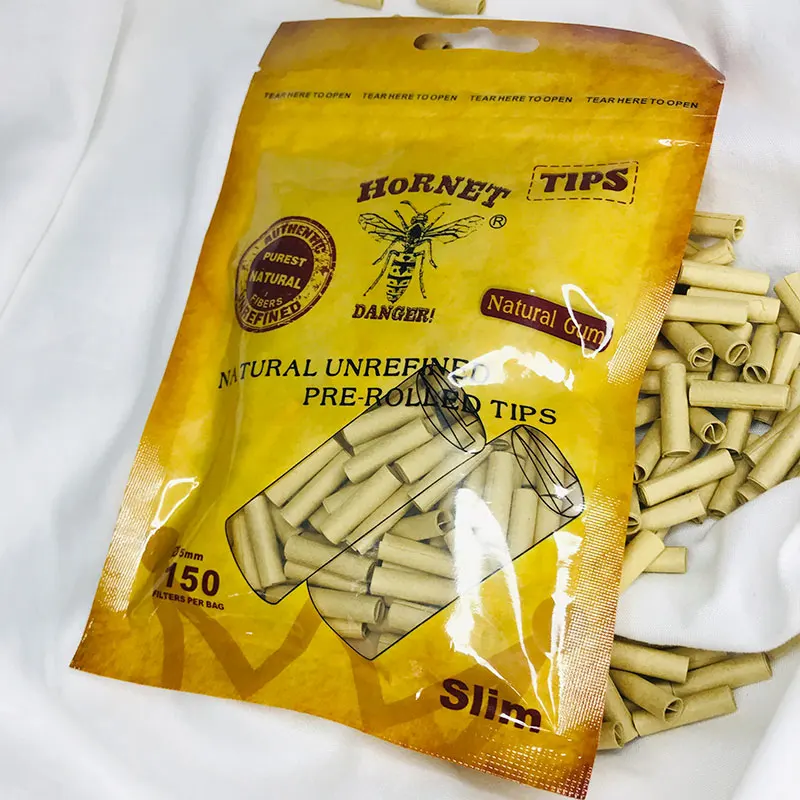 TEAR HERE TO OPEN TEAR HERE TO OPEN TEAR HERE TO OPEN TEAR HERE TO OPEN
HORNET
®
TIPS
AUTHENTIC
PUREST
NATURAL
FIBERS
UNREFINED
DANGER!
Natural Gum
NATURAL UNREFINED
PRE-ROLLED TIPS
5mm
150
FILTERS PER BAG
Slim